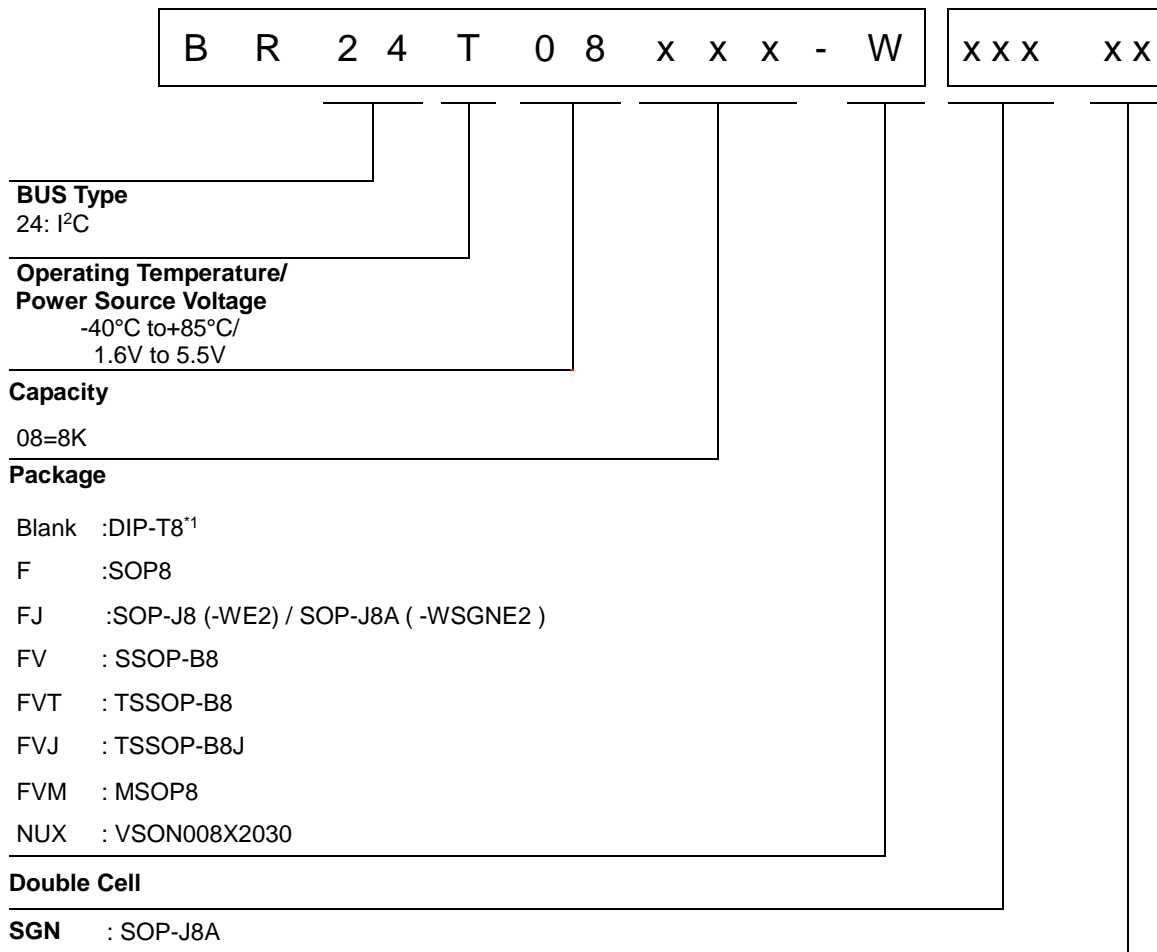 B R 2 4 T 0 8 x x x - W x x x x x
BUS Type
24: I²C
Operating Temperature/
Power Source Voltage
-40°C to+85°C/
1.6V to 5.5V
Capacity
08=8K
Package
Blank :DIP-T8*1
F :SOP8
FJ :SOP-J8 (-WE2) / SOP-J8A ( -WSGNE2 )
FV : SSOP-B8
FVT : TSSOP-B8
FVJ : TSSOP-B8J
FVM : MSOP8
NUX : VSON008X2030
Double Cell
SGN : SOP-J8A